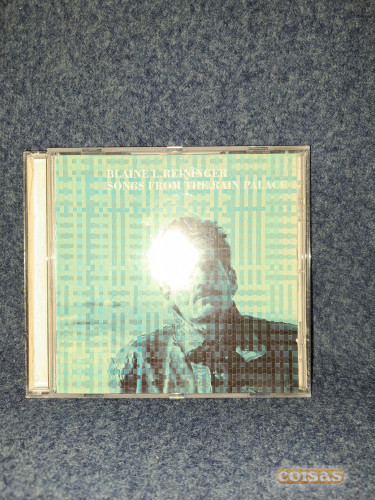 BLAINE L. REININGER
SONGS FROM THE RAIN PALACE
coisas